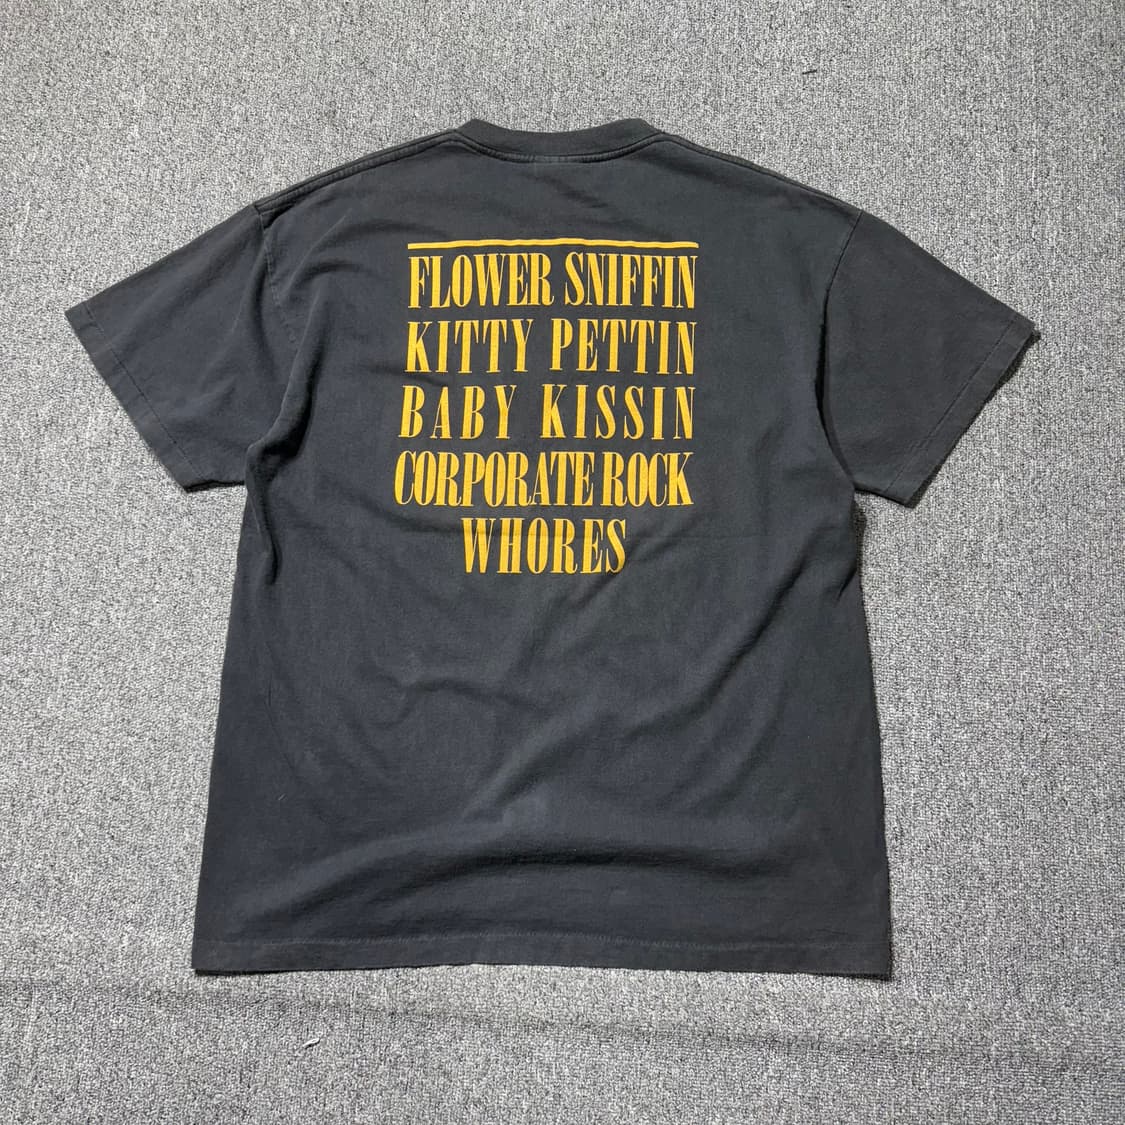 FLOWER SNIFFIN
KITTY PETTIN
BABY KISSIN
CORPORATE ROCK
WHORES